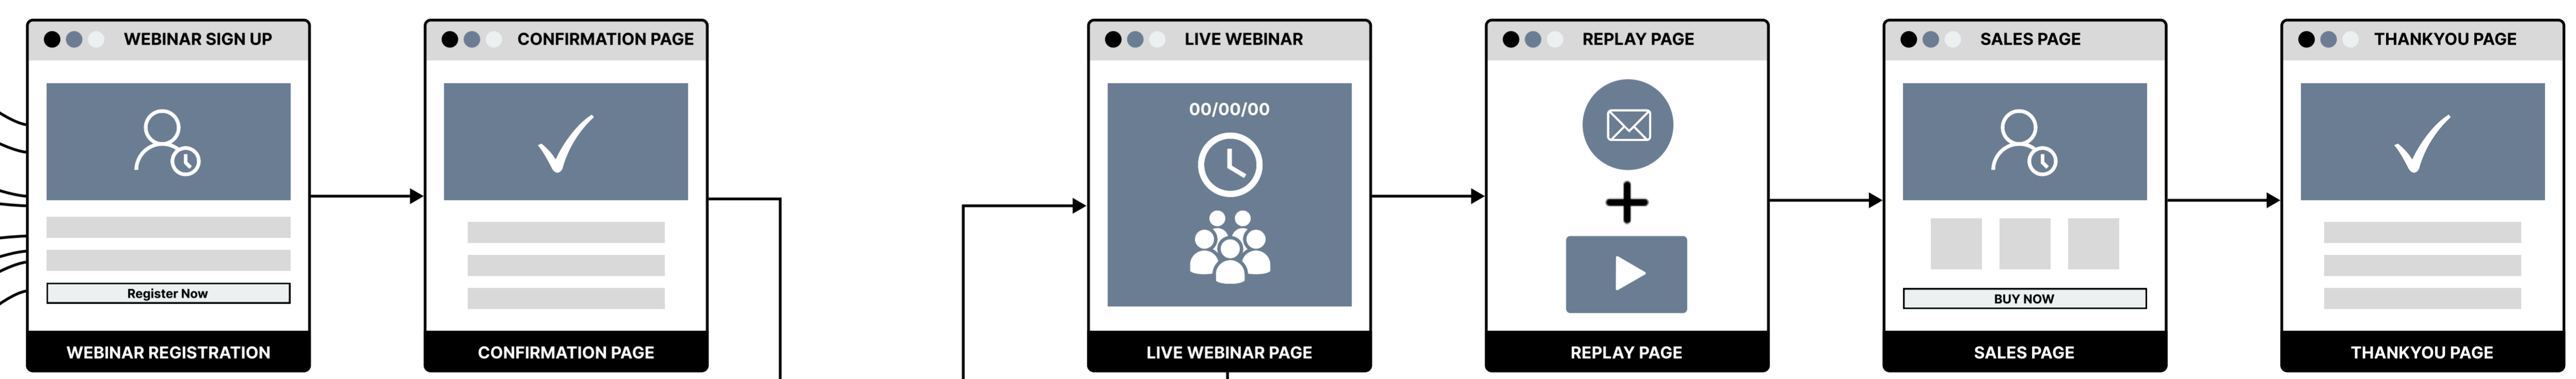 WEBINAR SIGN UP
Register Now
WEBINAR REGISTRATION
CONFIRMATION PAGE
CONFIRMATION PAGE
LIVE WEBINAR
00/00/00
LIVE WEBINAR PAGE
REPLAY PAGE
REPLAY PAGE
SALES PAGE
BUY NOW
SALES PAGE
THANKYOU PAGE
THANKYOU PAGE